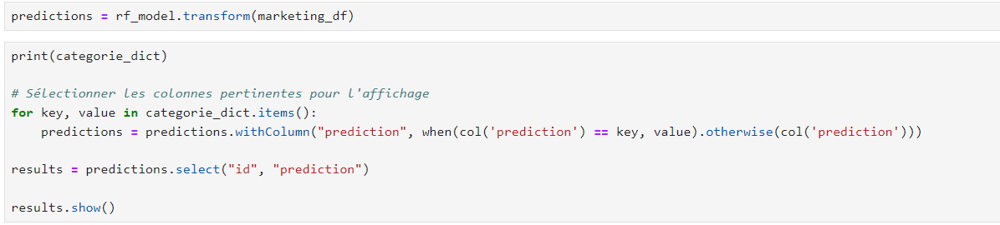 predictions = rf_model.transform(marketing_df)
print(categorie_dict)
# Sélectionner les colonnes pertinentes pour l'affichage
for key, value in categorie_dict.items():
    predictions = predictions.withColumn("prediction", when(col('prediction') == key, value).otherwise(col('prediction')))
results = predictions.select("id", "prediction")
results.show()